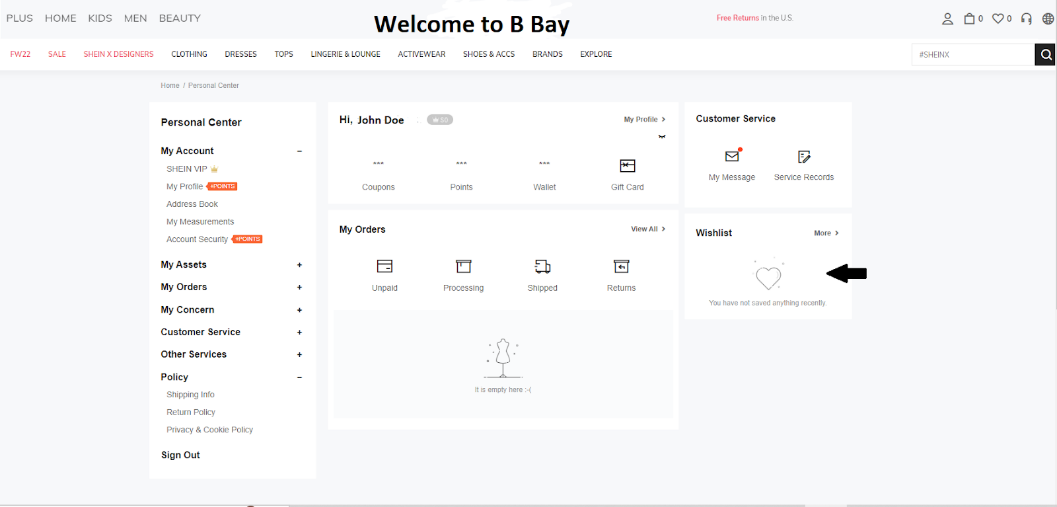 PLUS HOME KIDS MEN BEAUTY
Welcome to B Bay
Free Returns in the U.S.
0 0
FW22 SALE SHEIN X DESIGNERS CLOTHING DRESSES TOPS LINGERIE & LOUNGE ACTIVEWEAR SHOES & ACCS BRANDS EXPLORE
#SHEINX
Home / Personal Center
Personal Center
My Account −
SHEIN VIP
My Profile +POINTS
Address Book
My Measurements
Account Security +POINTS
My Assets +
My Orders +
My Concern +
Customer Service +
Other Services +
Policy −
Shipping Info
Return Policy
Privacy & Cookie Policy
Sign Out
Hi, John Doe S0
My Profile >
*** *** ***
Coupons Points Wallet Gift Card
My Orders
View All >
Unpaid Processing Shipped Returns
It is empty here :-(
Customer Service
My Message Service Records
Wishlist
More >
You have not saved anything recently.